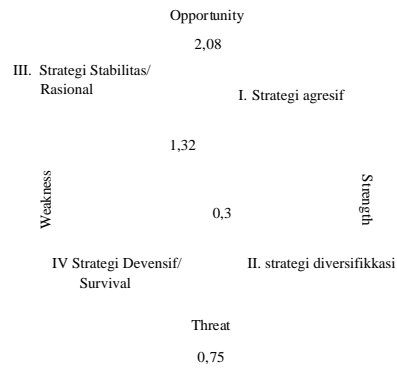 Opportunity
2,08
III. Strategi Stabilitas/
Rasional
I. Strategi agresif
1,32
Weakness
Strength
0,3
IV Strategi Devensif/
Survival
II. strategi diversifikkasi
Threat
0,75